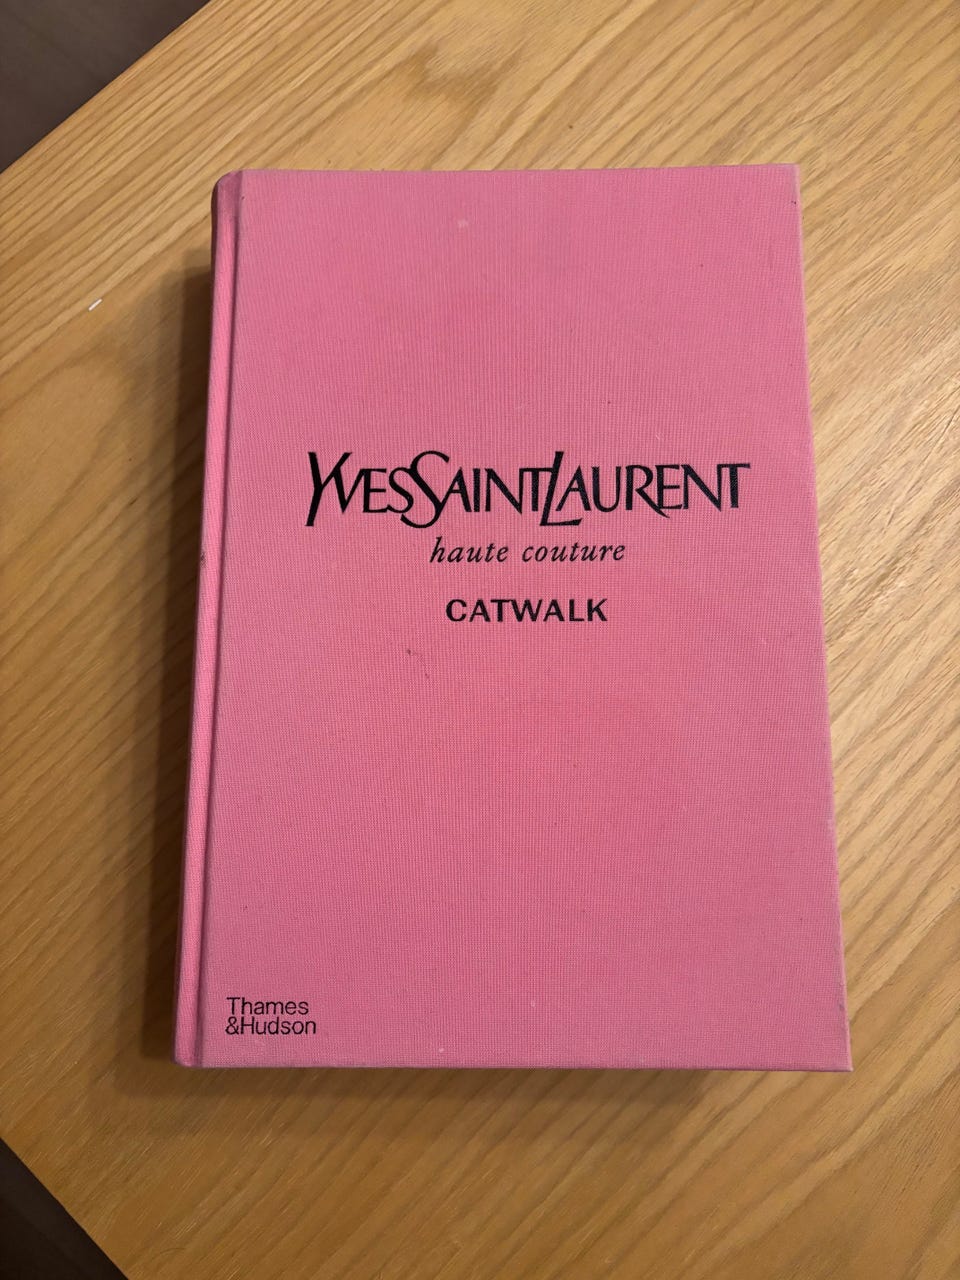 YVESSAINTLAURENT
haute couture
CATWALK
Thames
&Hudson